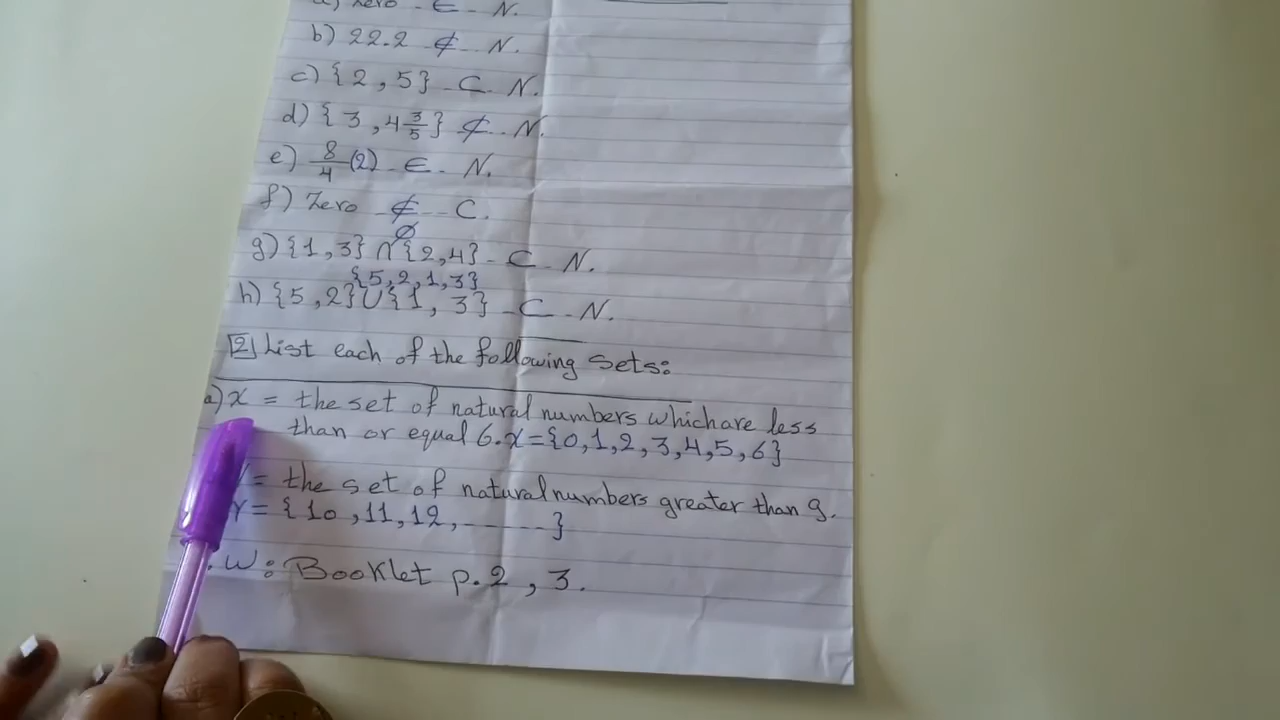 a) Zero - ∈ - N.
b) 22.2 - ∉ - N.
c) {2, 5} - ⊂ - N.
d) {3, 4 3/5} ⊄ - N.
e) 8/4 (2) - ∈ - N.
f) Zero - ∉ - C.
∅
g) {1, 3} ∩ {2, 4} - ⊂ - N.
{5, 2, 1, 3}
h) {5, 2} ∪ {1, 3} - ⊂ - N.
2 List each of the following sets:
a) X = the set of natural numbers which are less
than or equal 6. X = {0, 1, 2, 3, 4, 5, 6}
= the set of natural numbers greater than 9.
Y = {10, 11, 12, ------}
.W: Booklet p. 2, 3.